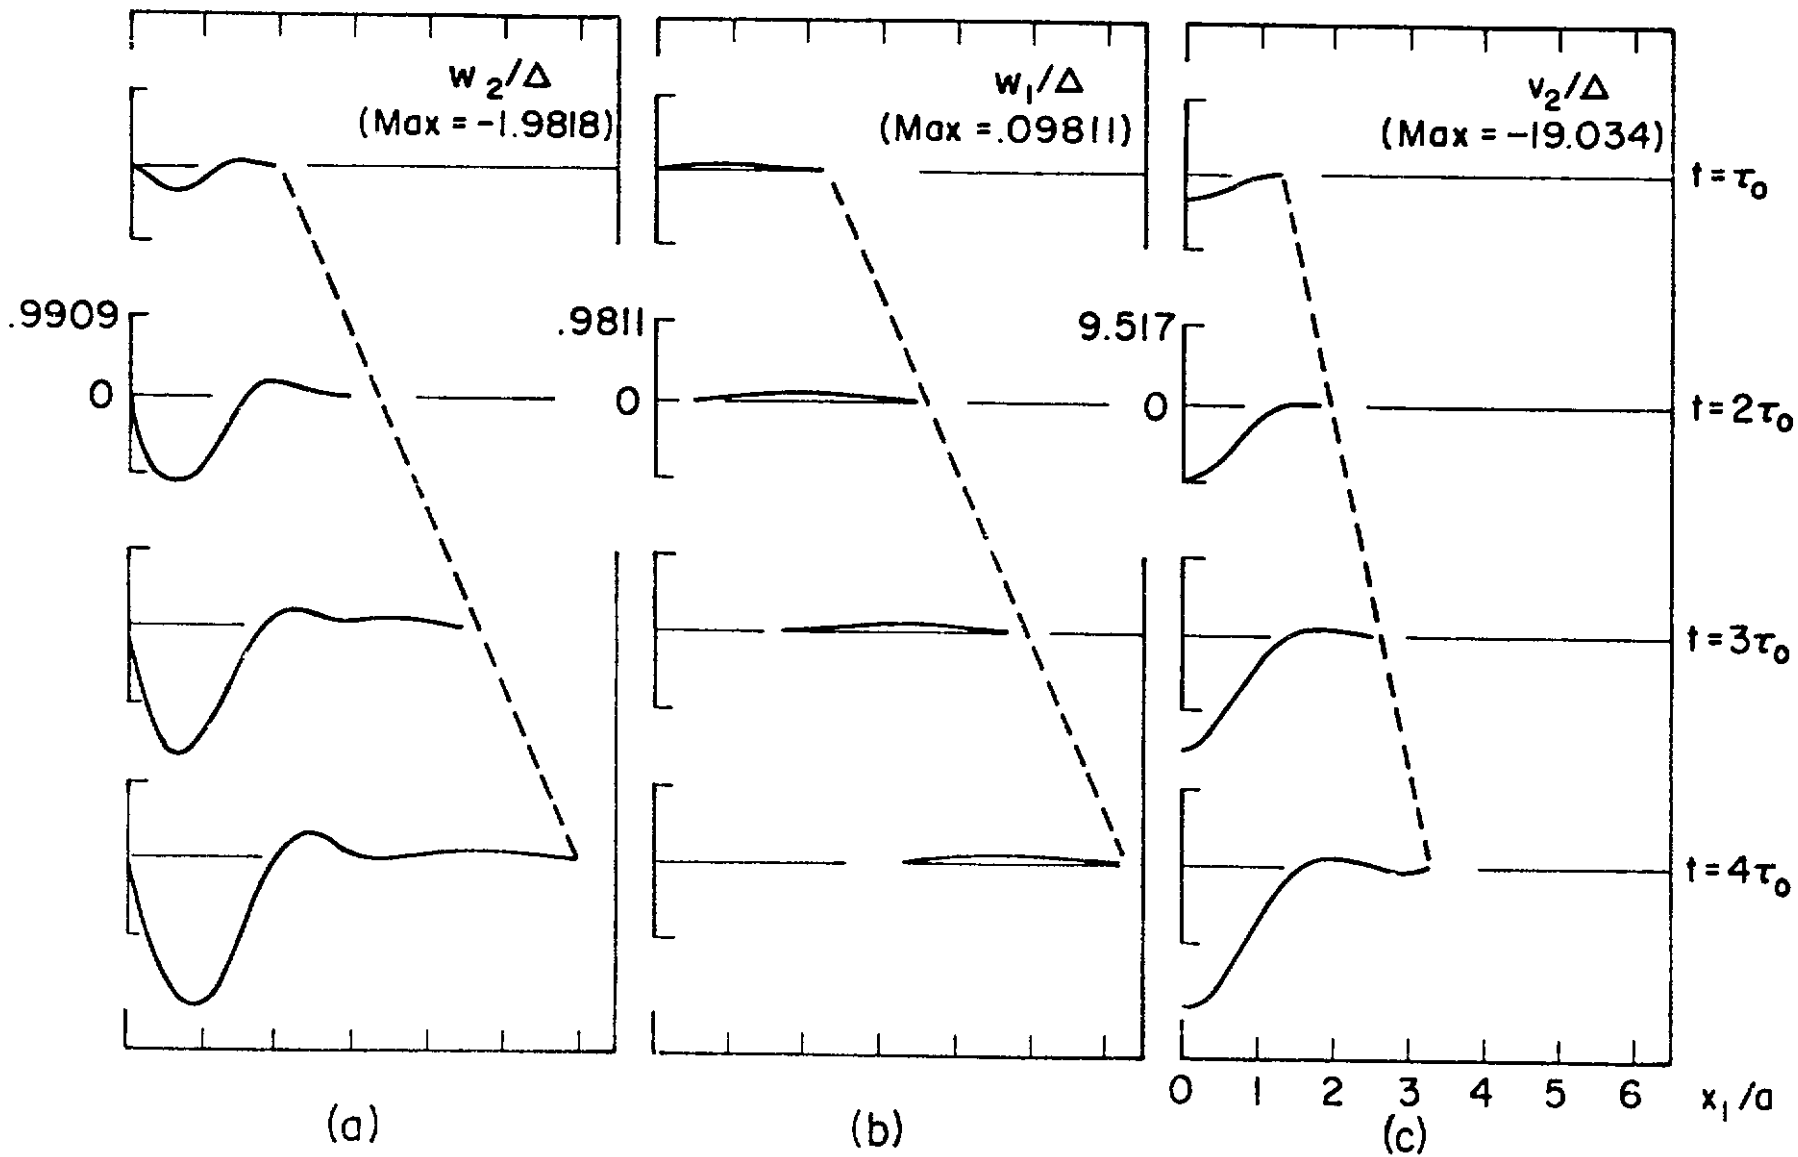 w₂/Δ
(Max = -1.9818)
w₁/Δ
(Max = .09811)
v₂/Δ
(Max = -19.034)
t = τ₀
.9909
0
.9811
0
9.517
0
t = 2τ₀
t = 3τ₀
t = 4τ₀
0 1 2 3 4 5 6 x₁/a
(a)
(b)
(c)